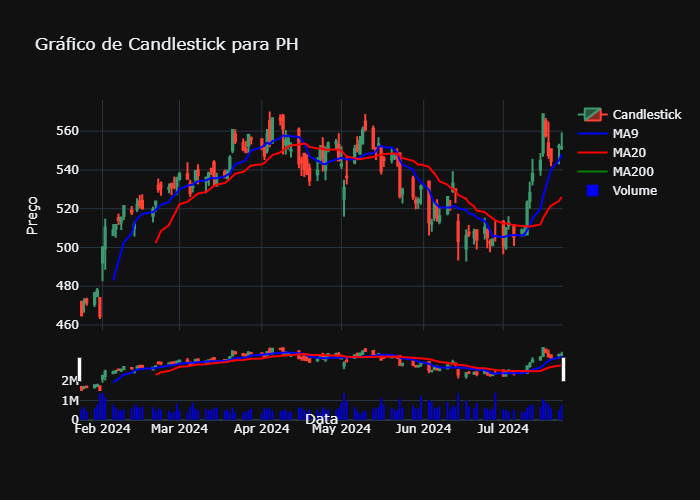 Gráfico de Candlestick para PH
Preço
560
540
520
500
480
460
2M
1M
0
Feb 2024
Mar 2024
Apr 2024
May 2024
Jun 2024
Jul 2024
Data
Candlestick
MA9
MA20
MA200
Volume